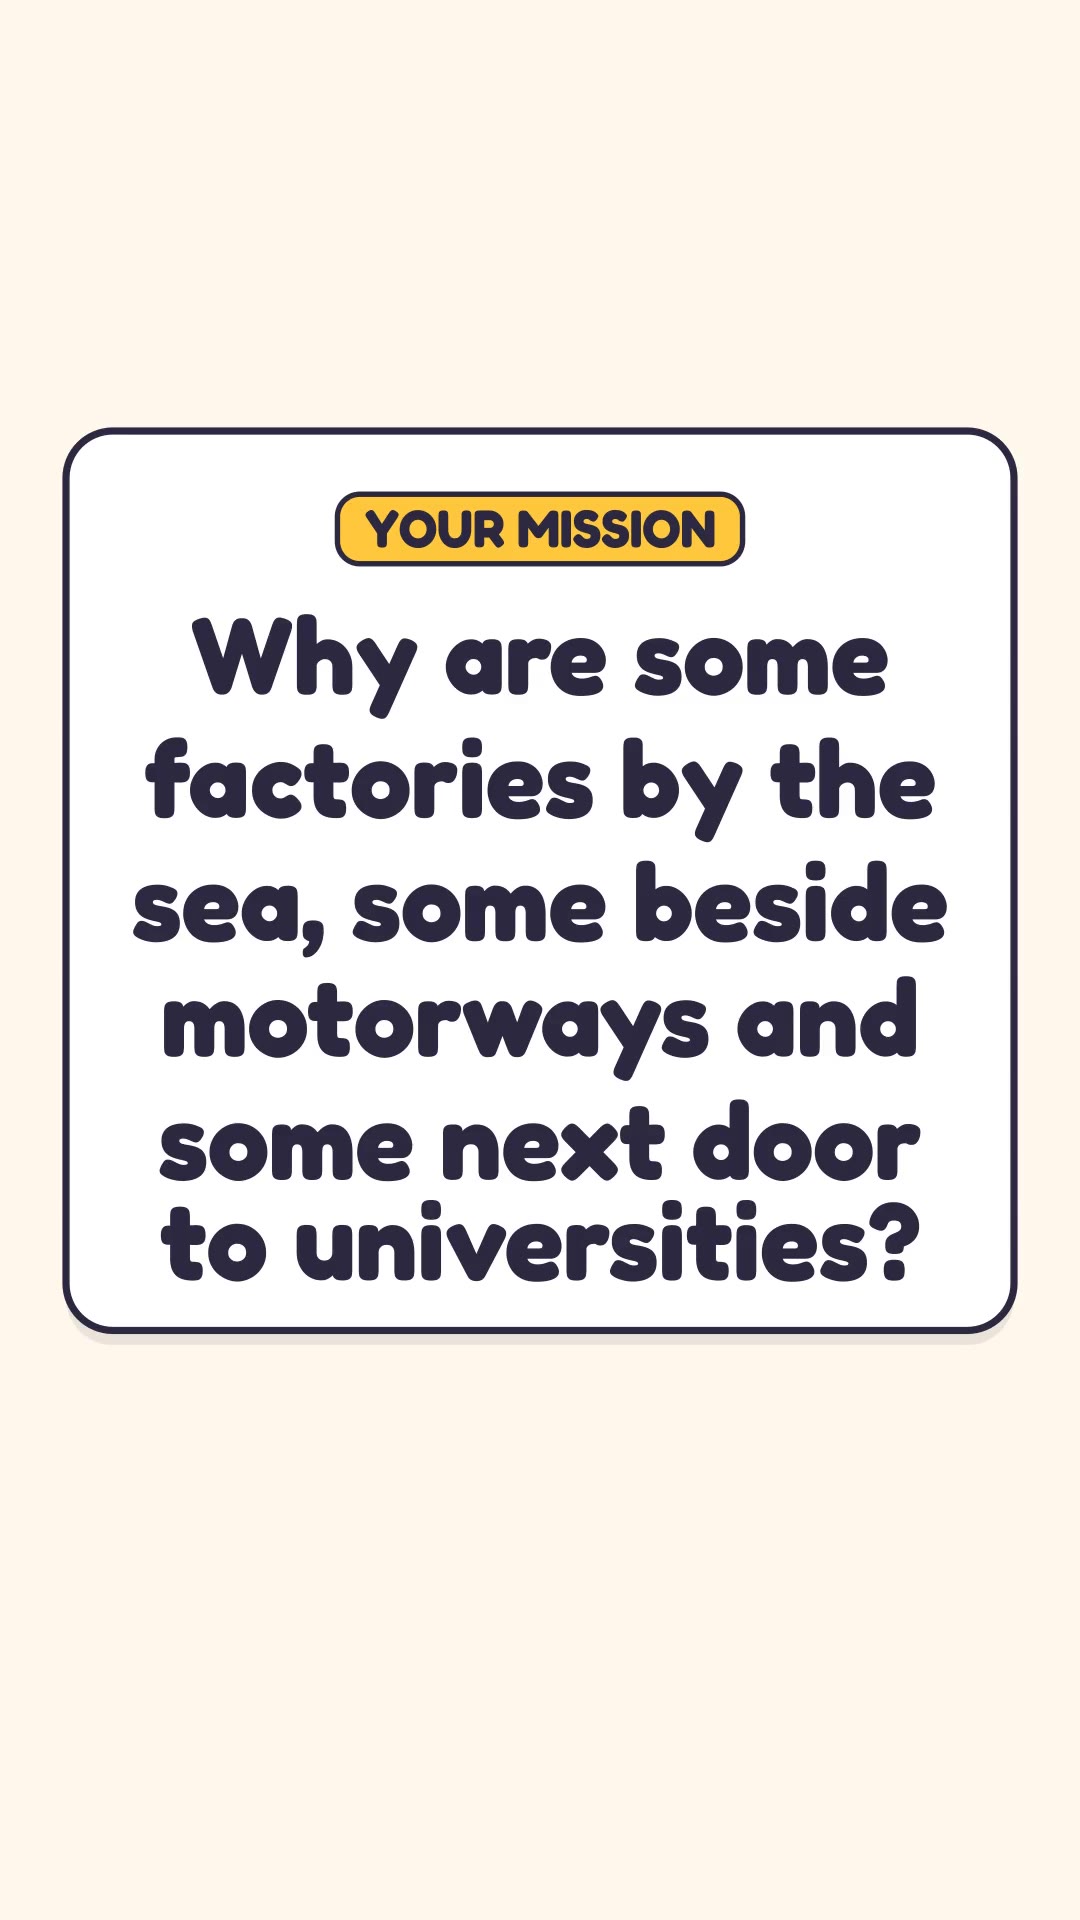 YOUR MISSION
Why are some
factories by the
sea, some beside
motorways and
some next door
to universities?